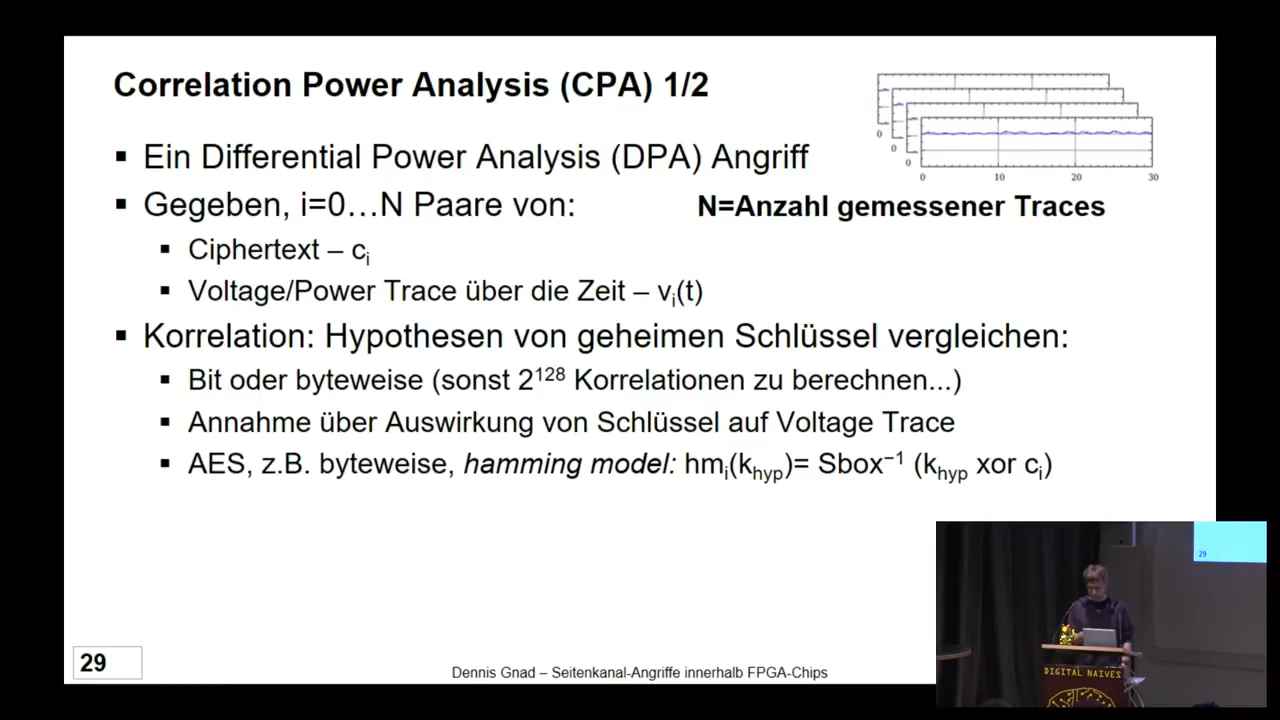 Correlation Power Analysis (CPA) 1/2
▪ Ein Differential Power Analysis (DPA) Angriff
▪ Gegeben, i=0…N Paare von:
N=Anzahl gemessener Traces
▪ Ciphertext – cᵢ
▪ Voltage/Power Trace über die Zeit – vᵢ(t)
▪ Korrelation: Hypothesen von geheimen Schlüssel vergleichen:
▪ Bit oder byteweise (sonst 2¹²⁸ Korrelationen zu berechnen...)
▪ Annahme über Auswirkung von Schlüssel auf Voltage Trace
▪ AES, z.B. byteweise, hamming model: hmᵢ(k_hyp)= Sbox⁻¹ (k_hyp xor cᵢ)
0
0
0
0 10 20 30
29
Dennis Gnad – Seitenkanal-Angriffe innerhalb FPGA-Chips
29
DIGITAL NAIVES